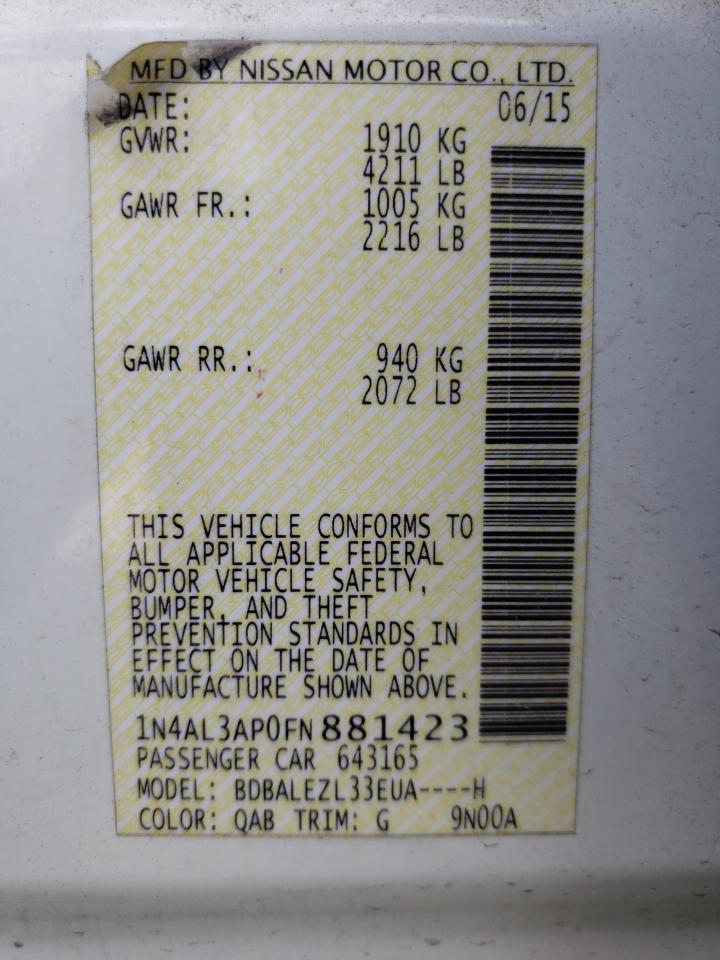 MFD BY NISSAN MOTOR CO., LTD.
DATE: 06/15
GVWR: 1910 KG
4211 LB
GAWR FR.: 1005 KG
2216 LB
GAWR RR.: 940 KG
2072 LB
THIS VEHICLE CONFORMS TO
ALL APPLICABLE FEDERAL
MOTOR VEHICLE SAFETY,
BUMPER, AND THEFT
PREVENTION STANDARDS IN
EFFECT ON THE DATE OF
MANUFACTURE SHOWN ABOVE.
1N4AL3AP0FN881423
PASSENGER CAR 643165
MODEL: BDBALEZL33EUA----H
COLOR: QAB TRIM: G 9N00A